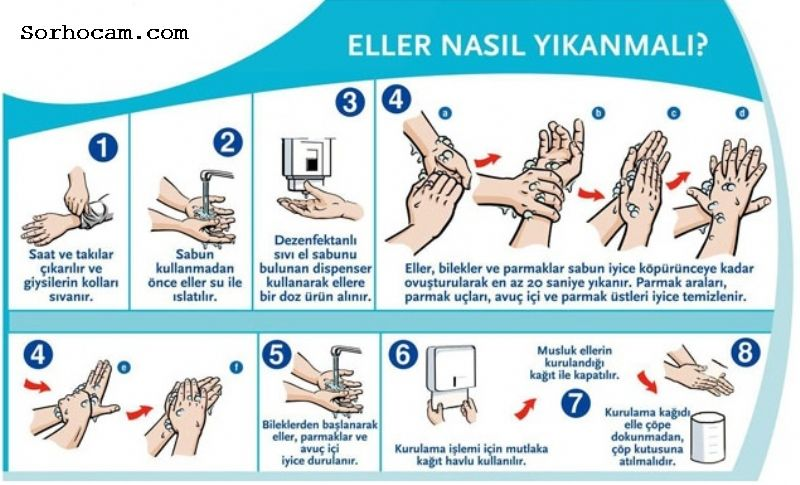 Sorhocam.com
ELLER NASIL YIKANMALI?
1
Saat ve takılar
çıkarılır ve
giysilerin kolları
sıvanır.
2
Sabun
kullanmadan
önce eller su ile
ıslatılır.
3
Dezenfektanlı
sıvı el sabunu
bulunan dispenser
kullanarak ellere
bir doz ürün alınır.
4
a
b
c
d
Eller, bilekler ve parmaklar sabun iyice köpürünceye kadar
ovuşturularak en az 20 saniye yıkanır. Parmak araları,
parmak uçları, avuç içi ve parmak üstleri iyice temizlenir.
4
e
f
5
Bileklerden başlanarak
eller, parmaklar ve
avuç içi
iyice durulanır.
6
Kurulama işlemi için mutlaka
kağıt havlu kullanılır.
Musluk ellerin
kurulandığı
kağıt ile kapatılır.
7
8
Kurulama kağıdı
elle çöpe
dokunmadan,
çöp kutusuna
atılmalıdır.